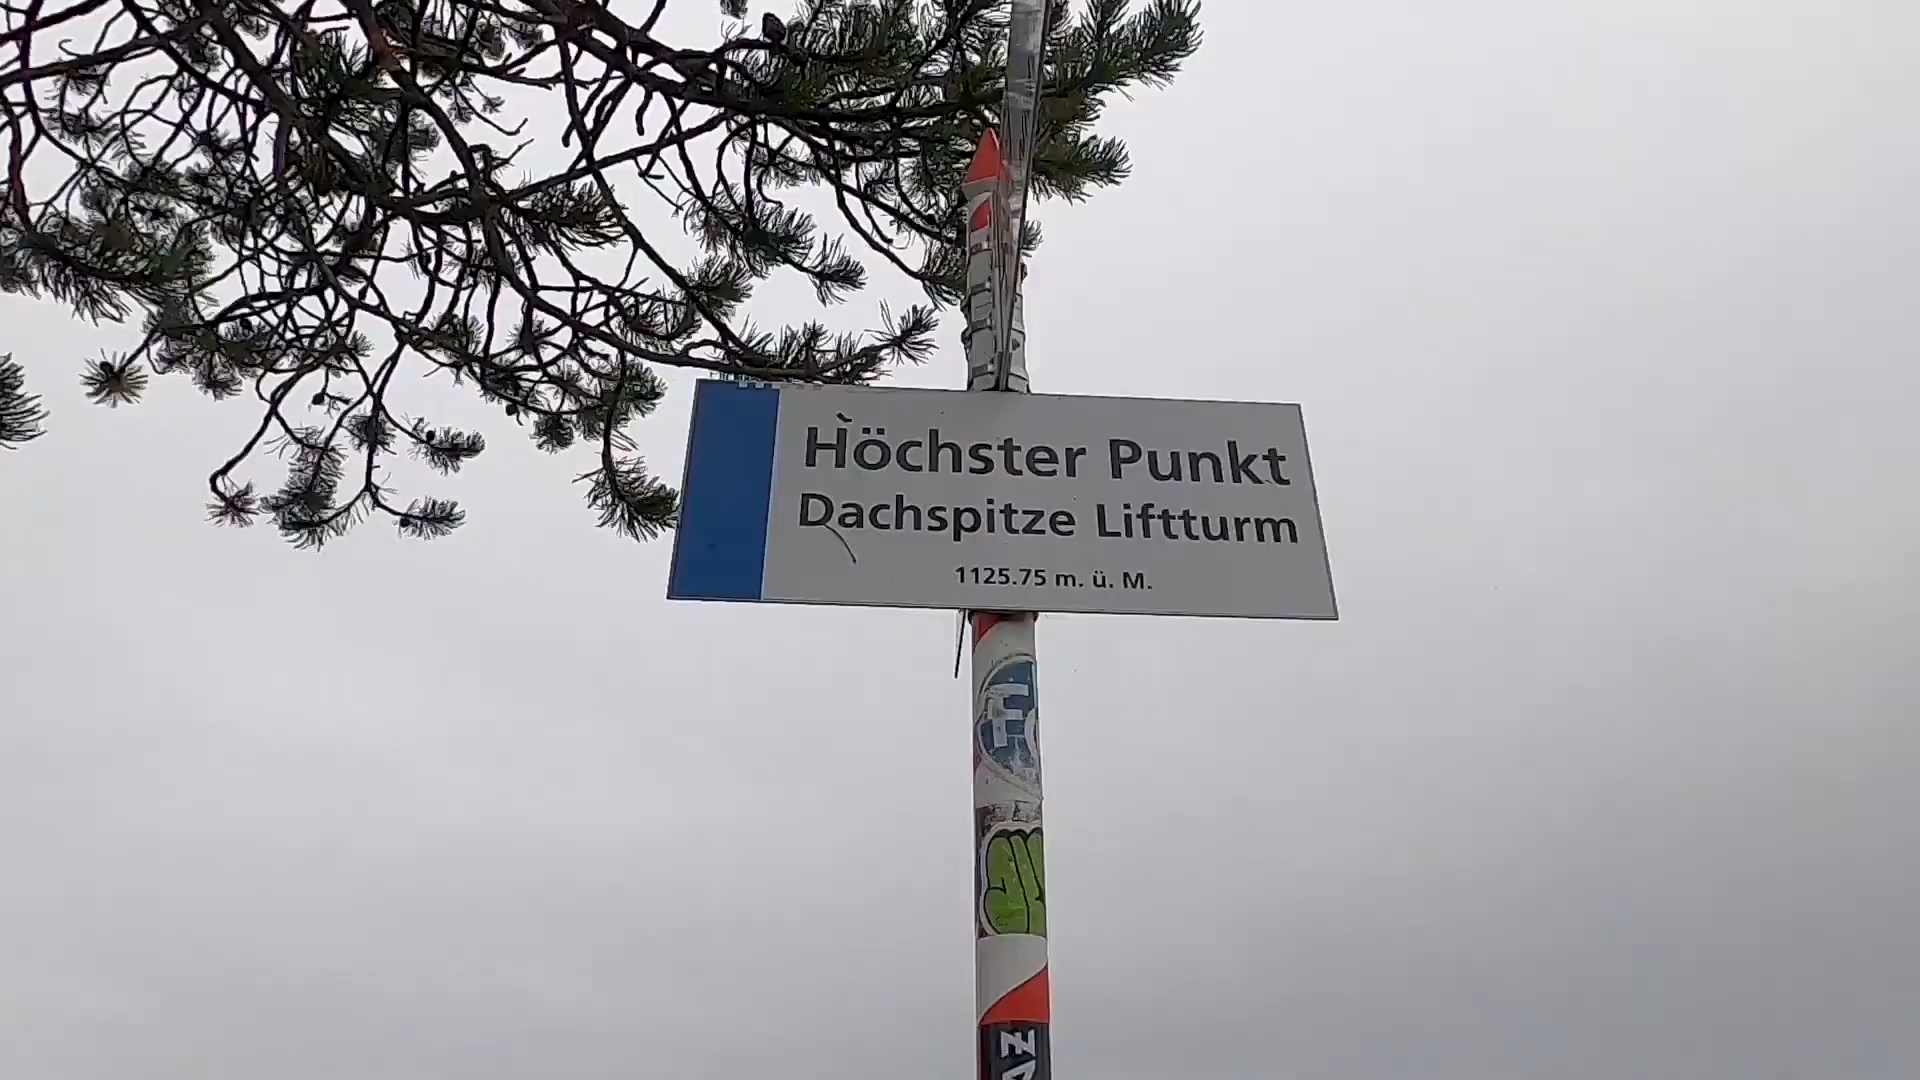 Höchster Punkt
Dachspitze Liftturm
1125.75 m. ü. M.